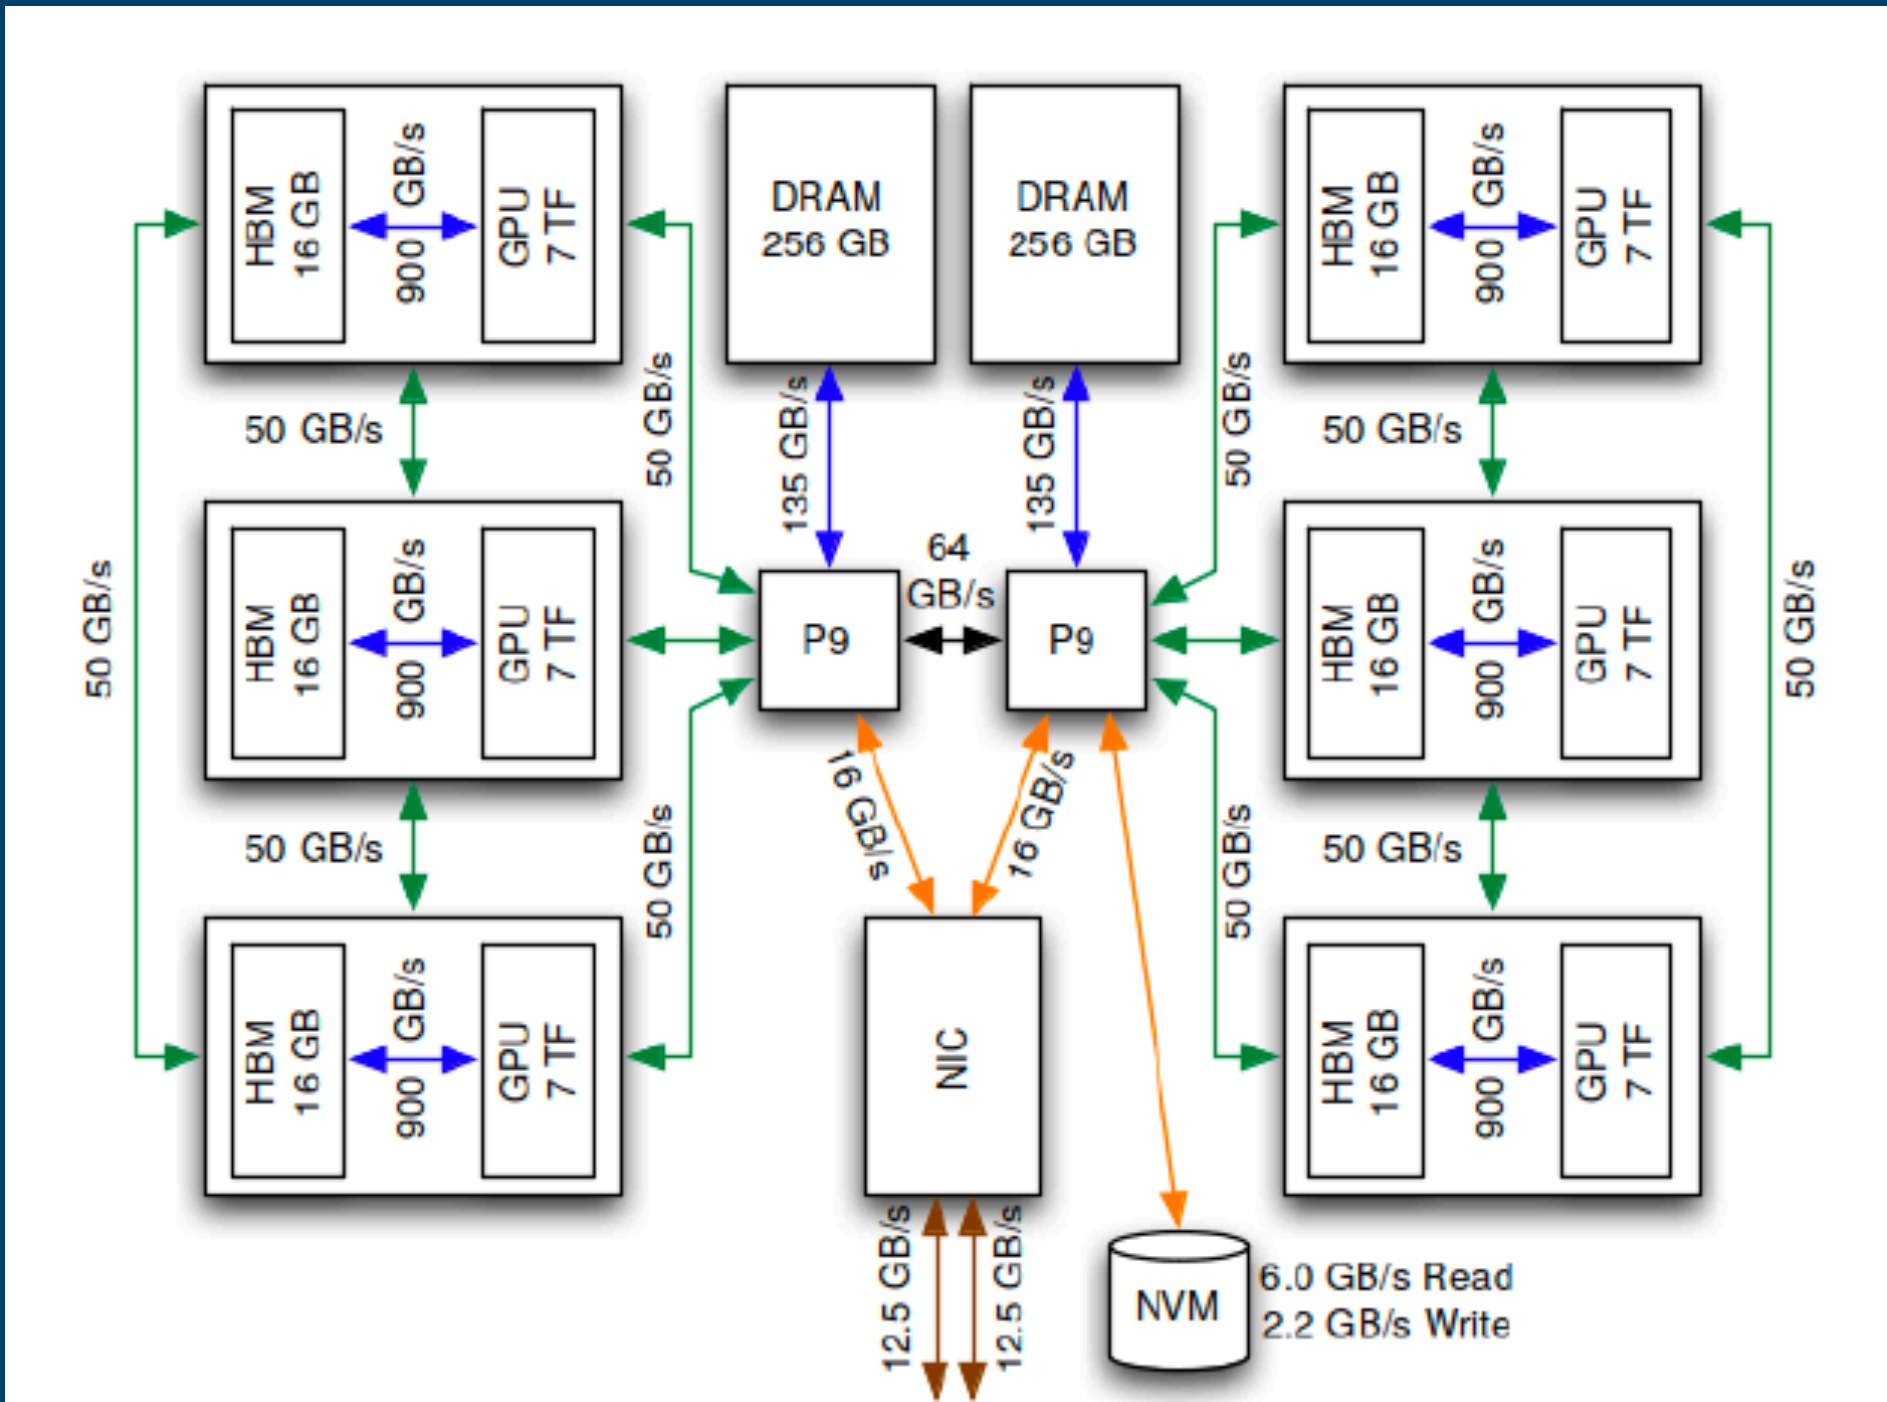 HBM
16 GB
900 GB/s
GPU
7 TF
DRAM
256 GB
DRAM
256 GB
HBM
16 GB
900 GB/s
GPU
7 TF
50 GB/s
50 GB/s
135 GB/s
135 GB/s
50 GB/s
50 GB/s
50 GB/s
HBM
16 GB
900 GB/s
GPU
7 TF
P9
64
GB/s
P9
HBM
16 GB
900 GB/s
GPU
7 TF
50 GB/s
50 GB/s
50 GB/s
16 GB/s
16 GB/s
50 GB/s
50 GB/s
HBM
16 GB
900 GB/s
GPU
7 TF
NIC
HBM
16 GB
900 GB/s
GPU
7 TF
12.5 GB/s
12.5 GB/s
NVM
6.0 GB/s Read
2.2 GB/s Write